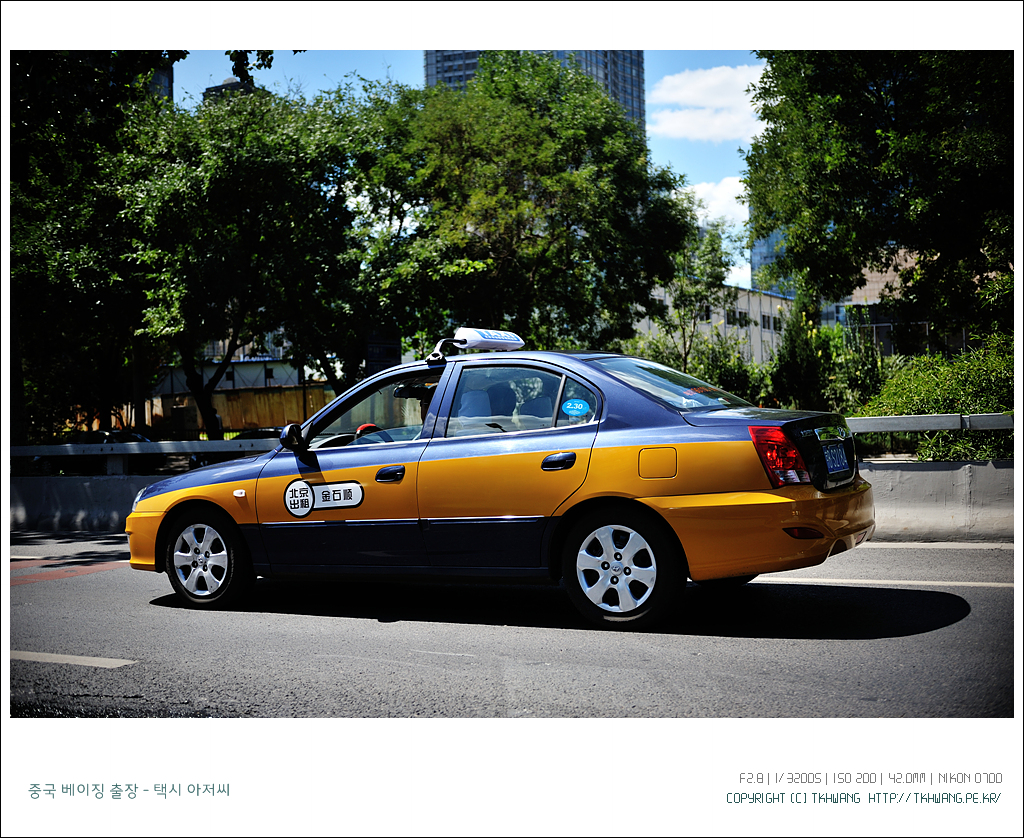 2.30
北京
出租
金石顺
중국 베이징 출장 - 택시 아저씨
F2.8 | 1/3200S | ISO 200 | 42.0MM | NIKON D700
COPYRIGHT (C) TKHWANG HTTP://TKHWANG.PE.KR/